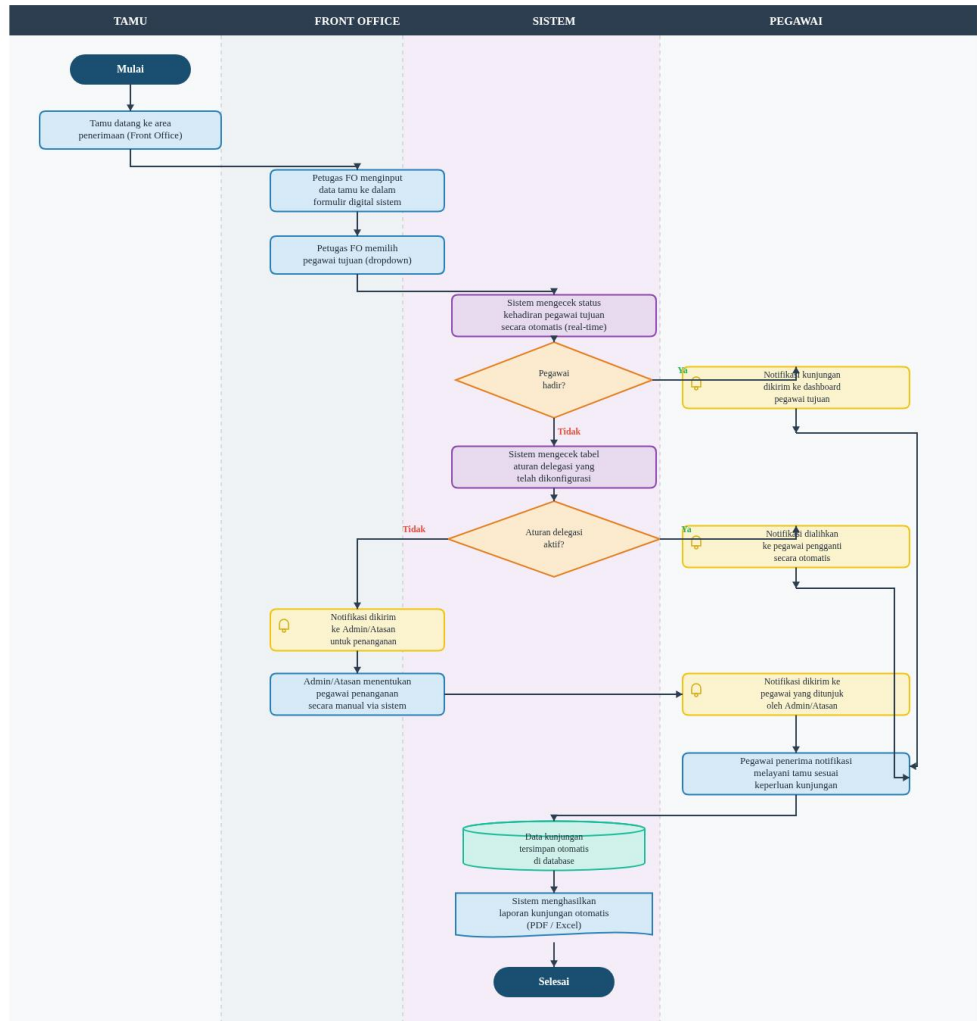 TAMU
FRONT OFFICE
SISTEM
PEGAWAI
Mulai
Tamu datang ke area
penerimaan (Front Office)
Petugas FO menginput
data tamu ke dalam
formulir digital sistem
Petugas FO memilih
pegawai tujuan (dropdown)
Sistem mengecek status
kehadiran pegawai tujuan
secara otomatis (real-time)
Pegawai
hadir?
Ya
Notifikasi kunjungan
dikirim ke dashboard
pegawai tujuan
Tidak
Sistem mengecek tabel
aturan delegasi yang
telah dikonfigurasi
Aturan delegasi
aktif?
Ya
Notifikasi dialihkan
ke pegawai pengganti
secara otomatis
Tidak
Notifikasi dikirim
ke Admin/Atasan
untuk penanganan
Admin/Atasan menentukan
pegawai penanganan
secara manual via sistem
Notifikasi dikirim ke
pegawai yang ditunjuk
oleh Admin/Atasan
Pegawai penerima notifikasi
melayani tamu sesuai
keperluan kunjungan
Data kunjungan
tersimpan otomatis
di database
Sistem menghasilkan
laporan kunjungan otomatis
(PDF / Excel)
Selesai